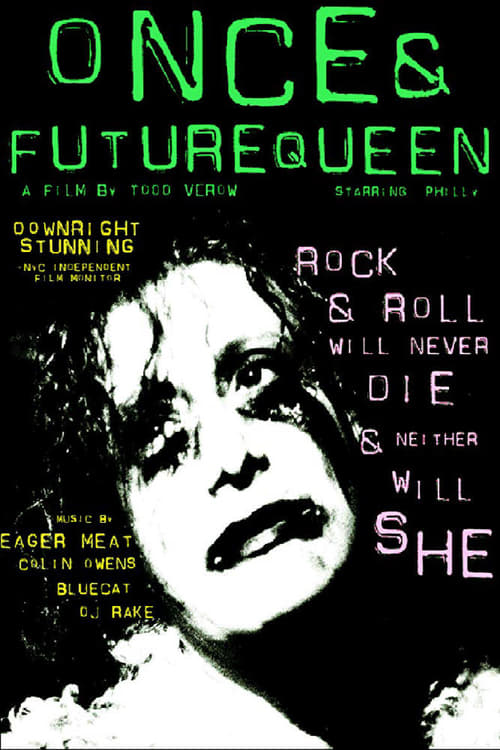 ONCE &
FUTUREQUEEN
A FILM BY TODD VEROW
STARRING PHILLY
DOWNRIGHT
STUNNING
-NYC INDEPENDENT
FILM MONITOR
ROCK
& ROLL
WILL NEVER
DIE
& NEITHER
WILL
SHE
MUSIC BY
EAGER MEAT
COLIN OWENS
BLUECAT
DJ RAKE